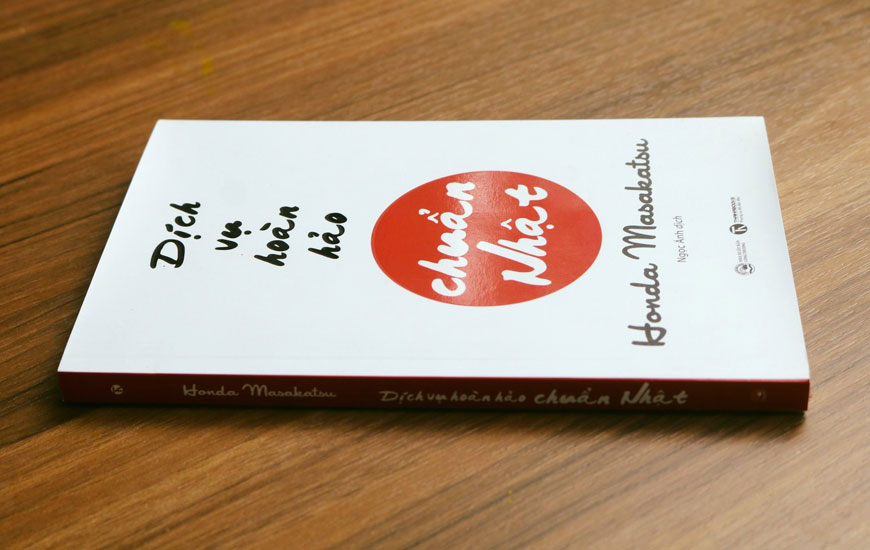 Dịch
vụ
hoàn
hảo
chuẩn
Nhật
Honda Masakatsu
Ngọc Ánh dịch
THAIHABOOKS
Honda Masakatsu
Dịch vụ hoàn hảo chuẩn Nhật